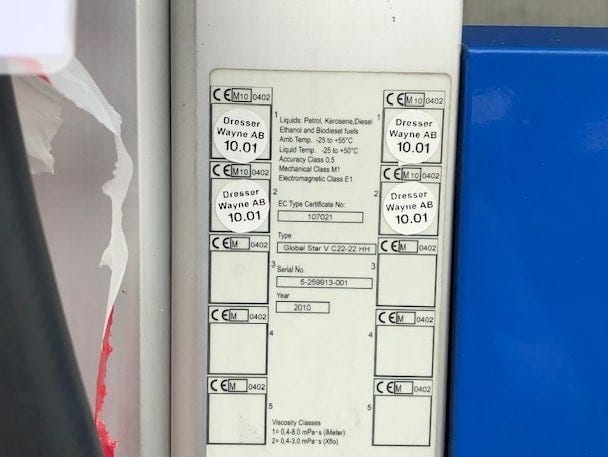 CE M10 0402
Dresser
Wayne AB
10.01
1
CE M10 0402
Dresser
Wayne AB
10.01
2
CE M 0402
3
CE M 0402
4
CE M 0402
5
Liquids: Petrol, Kerosene,Diesel
Ethanol and Biodiesel fuels
Amb Temp. -25 to +55°C
Liquid Temp. -25 to +50°C
Accuracy Class 0,5
Mechanical Class M1
Electromagnetic Class E1
EC Type Certificate No:
107021
Type
Global Star V C22-22 HH
Serial No.
5-259913-001
Year
2010
Viscosity Classes
1= 0,4-8,0 mPa·s (iMeter)
2= 0,4-3,0 mPa·s (Xflo)
CE M10 0402
1
Dresser
Wayne AB
10.01
CE M10 0402
2
Dresser
Wayne AB
10.01
CE M 0402
3
CE M 0402
4
CE M 0402
5